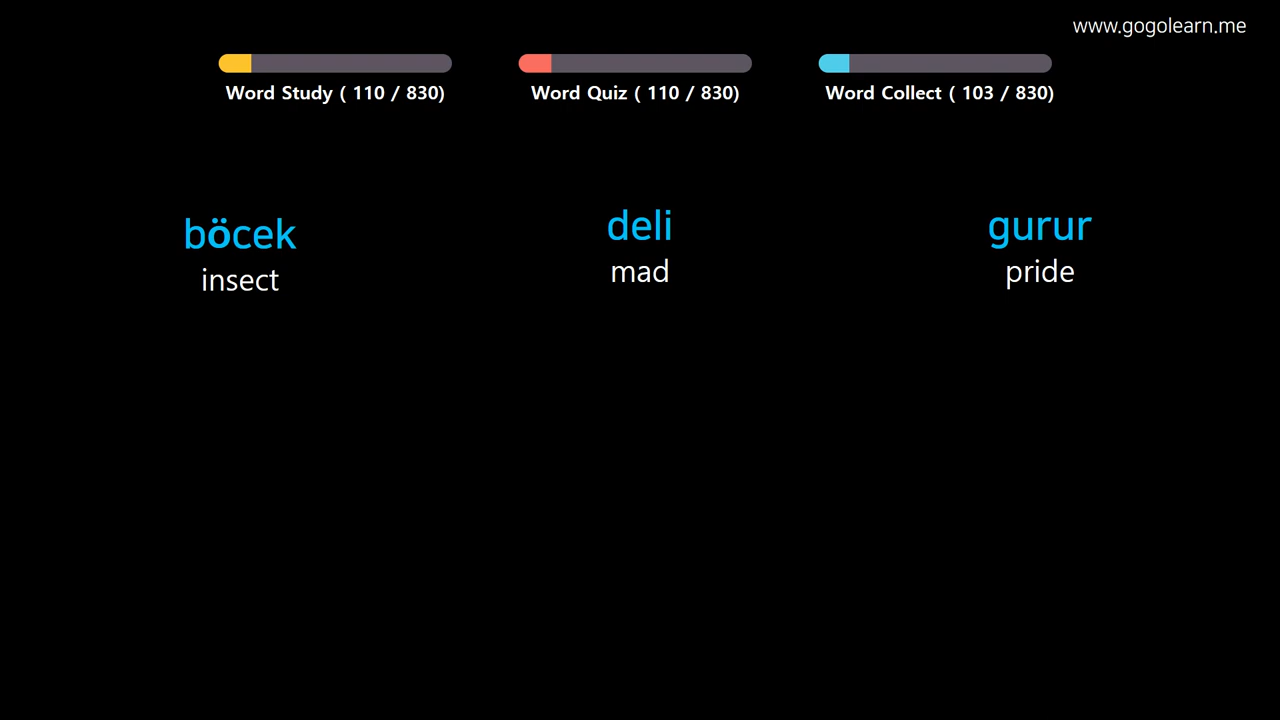 www.gogolearn.me
Word Study ( 110 / 830)
Word Quiz ( 110 / 830)
Word Collect ( 103 / 830)
böcek
insect
deli
mad
gurur
pride